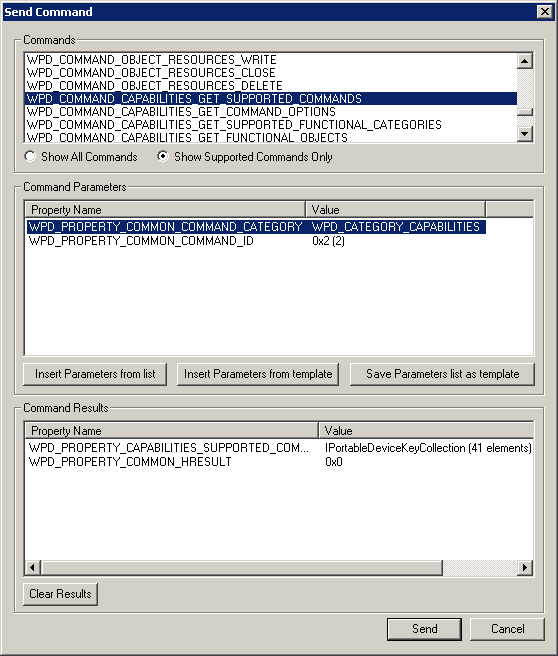 Send Command
Commands
WPD_COMMAND_OBJECT_RESOURCES_WRITE
WPD_COMMAND_OBJECT_RESOURCES_CLOSE
WPD_COMMAND_OBJECT_RESOURCES_DELETE
WPD_COMMAND_CAPABILITIES_GET_SUPPORTED_COMMANDS
WPD_COMMAND_CAPABILITIES_GET_COMMAND_OPTIONS
WPD_COMMAND_CAPABILITIES_GET_SUPPORTED_FUNCTIONAL_CATEGORIES
WPD_COMMAND_CAPABILITIES_GET_FUNCTIONAL_OBJECTS
Show All Commands Show Supported Commands Only
Command Parameters
Property Name Value
WPD_PROPERTY_COMMON_COMMAND_CATEGORY WPD_CATEGORY_CAPABILITIES
WPD_PROPERTY_COMMON_COMMAND_ID 0x2 (2)
Insert Parameters from list Insert Parameters from template Save Parameters list as template
Command Results
Property Name Value
WPD_PROPERTY_CAPABILITIES_SUPPORTED_COM... IPortableDeviceKeyCollection (41 elements)
WPD_PROPERTY_COMMON_HRESULT 0x0
Clear Results
Send Cancel